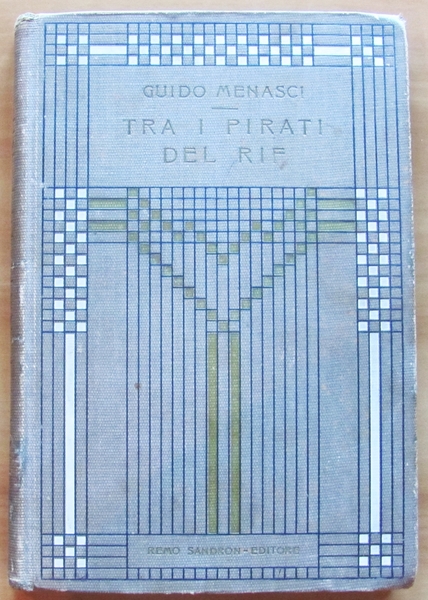 GUIDO MENASCI
TRA I PIRATI
DEL RIF
REMO SANDRON-EDITORE